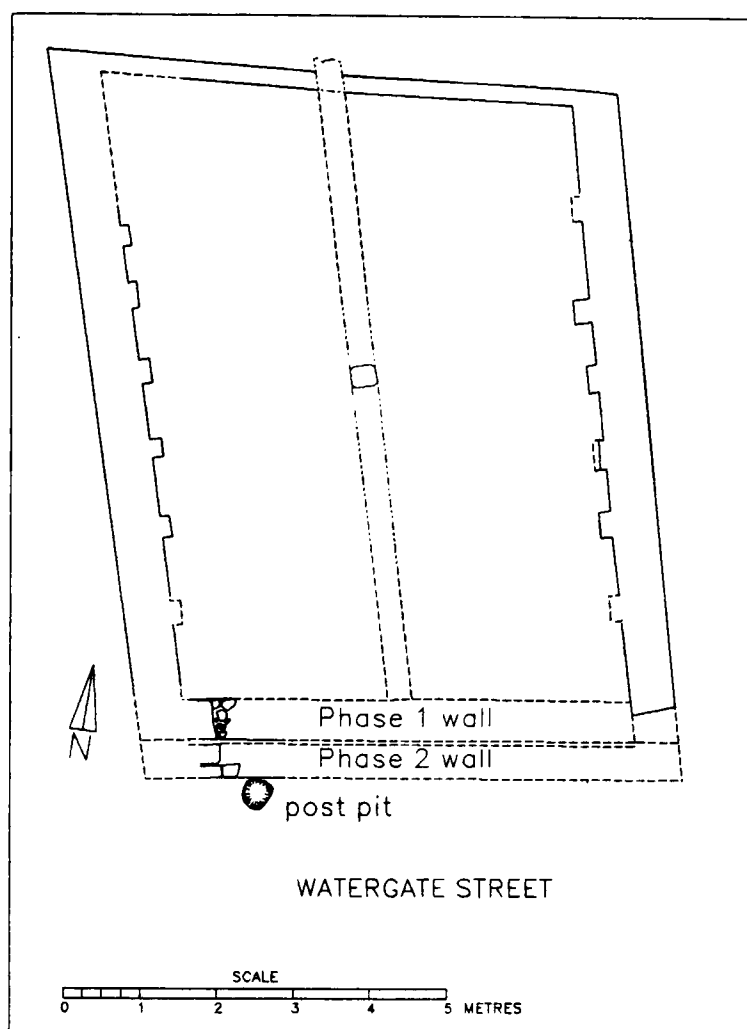 Phase 1 wall
N
Phase 2 wall
post pit
WATERGATE STREET
SCALE
0 1 2 3 4 5 METRES